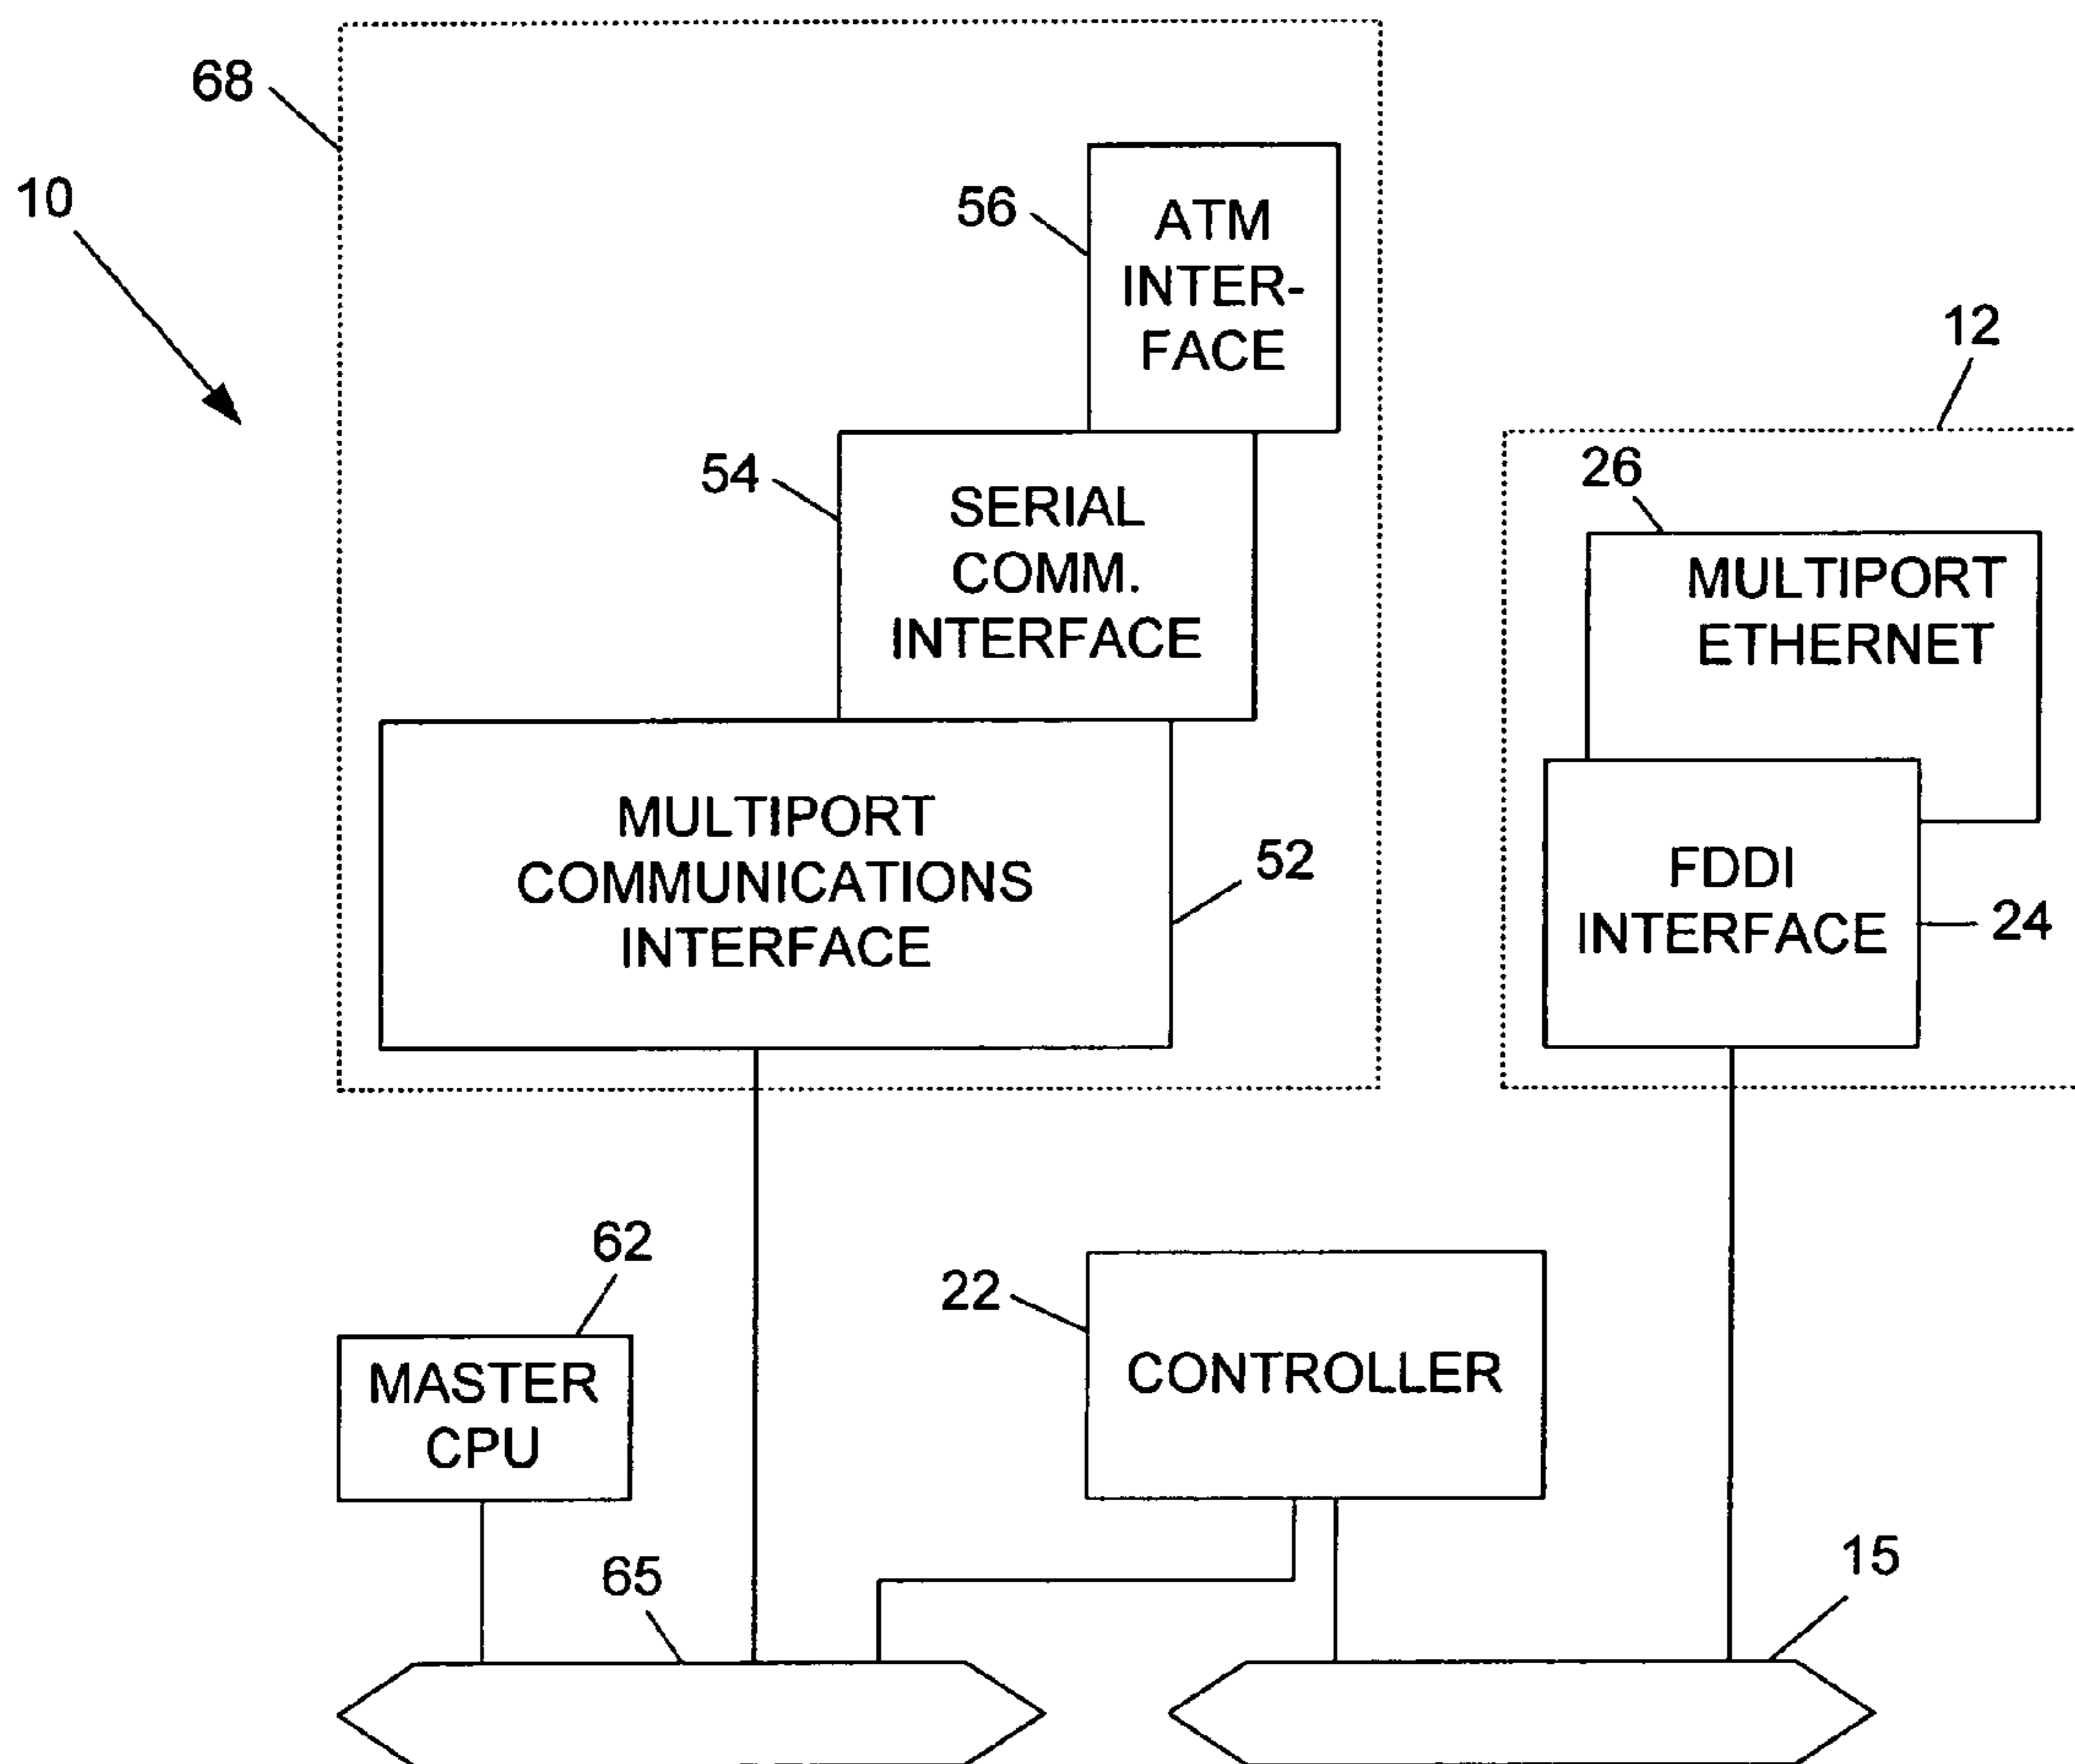 68
10
56
ATM
INTER-
FACE
12
54
SERIAL
COMM.
INTERFACE
26
MULTIPORT
ETHERNET
MULTIPORT
COMMUNICATIONS
INTERFACE
52
FDDI
INTERFACE
24
62
MASTER
CPU
22
CONTROLLER
65
15